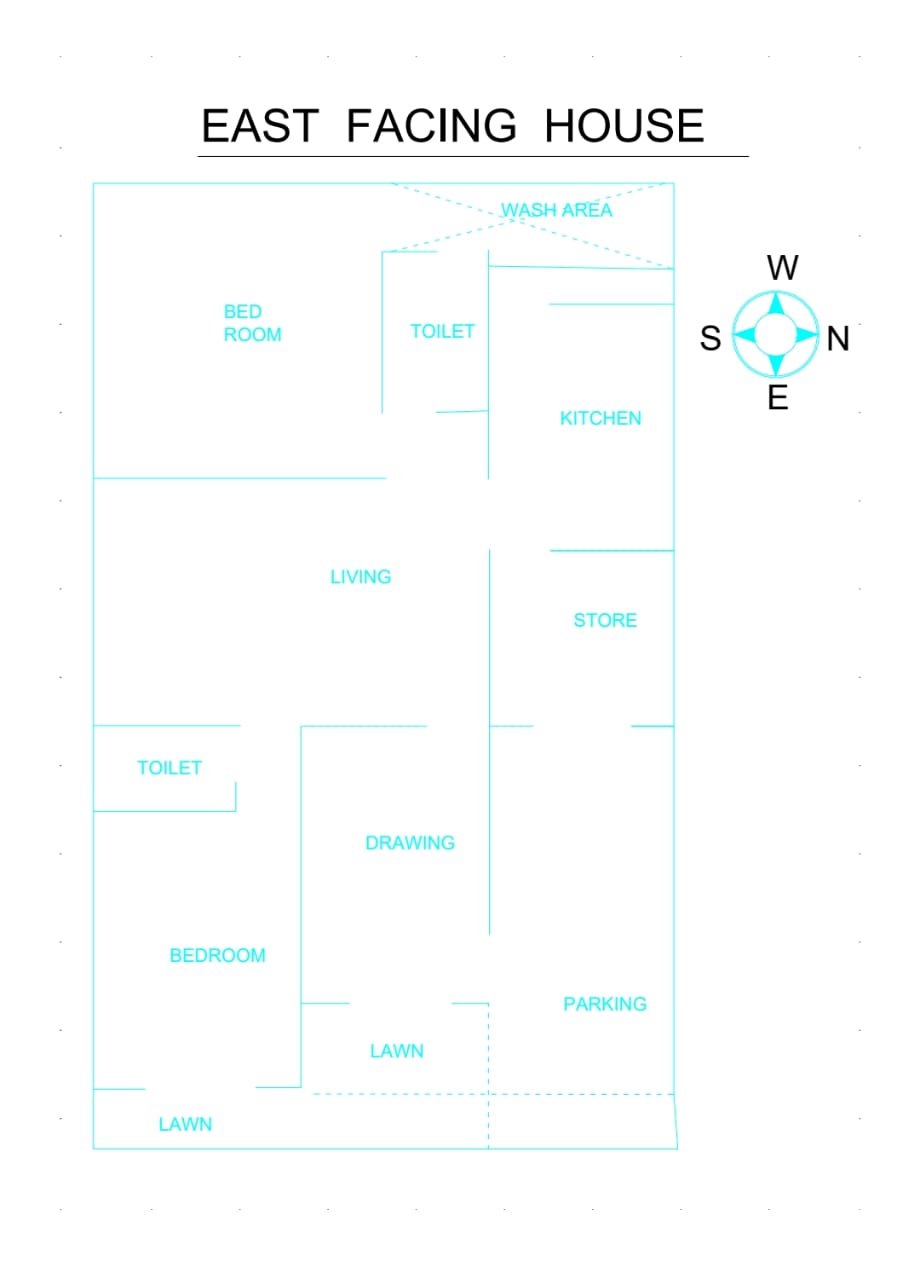 EAST FACING HOUSE
WASH AREA
W
S
N
E
BED
ROOM
TOILET
KITCHEN
LIVING
STORE
TOILET
DRAWING
BEDROOM
PARKING
LAWN
LAWN